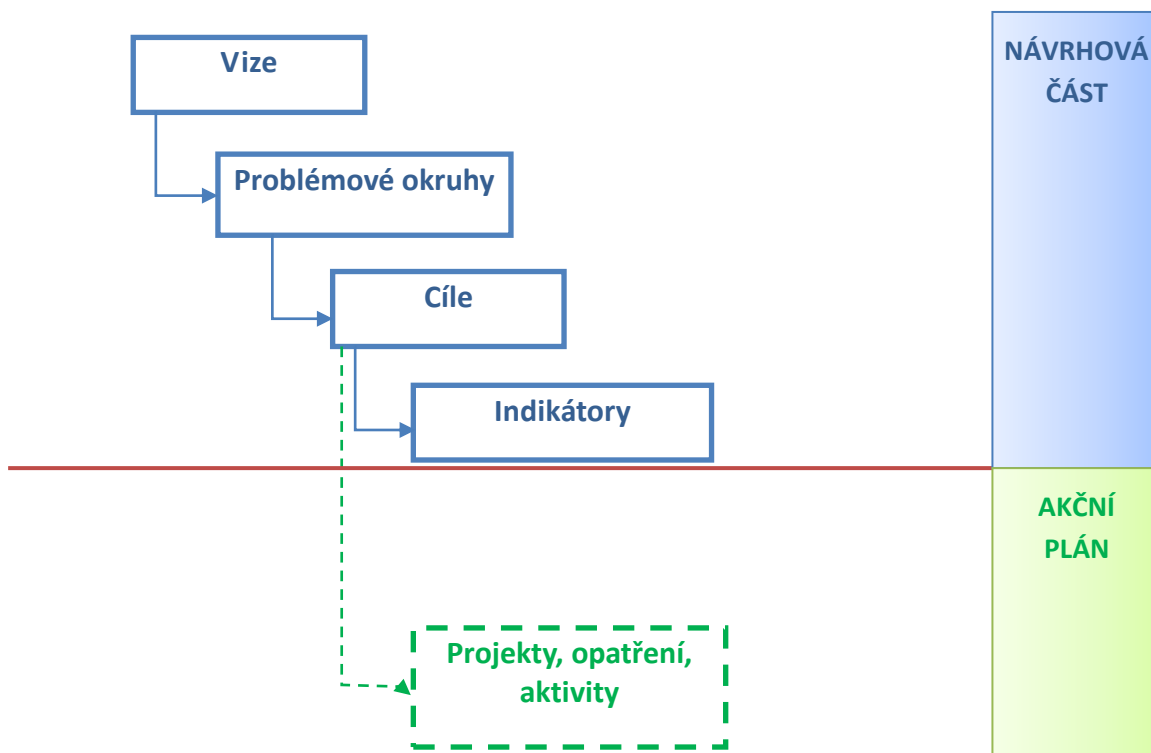 Vize
Problémové okruhy
Cíle
Indikátory
NÁVRHOVÁ
ČÁST
AKČNÍ
PLÁN
Projekty, opatření,
aktivity